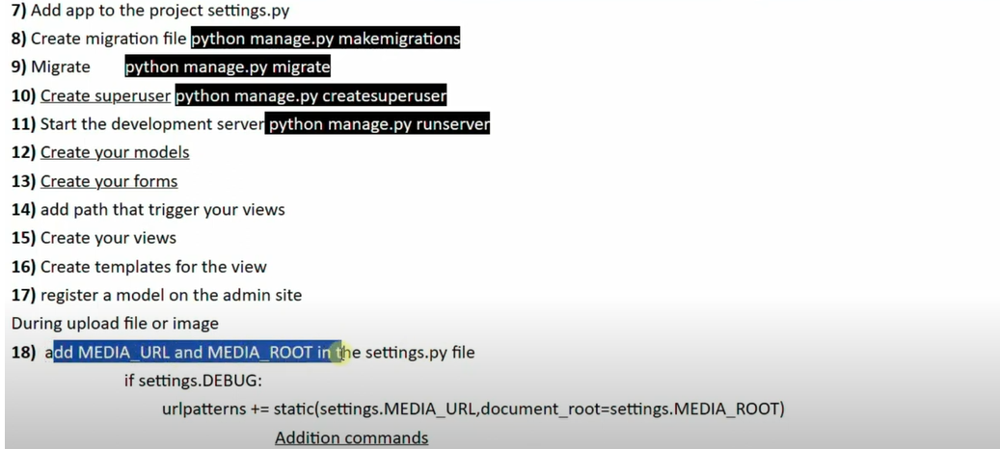 7) Add app to the project settings.py
8) Create migration file python manage.py makemigrations
9) Migrate python manage.py migrate
10) Create superuser python manage.py createsuperuser
11) Start the development server python manage.py runserver
12) Create your models
13) Create your forms
14) add path that trigger your views
15) Create your views
16) Create templates for the view
17) register a model on the admin site
During upload file or image
18) add MEDIA_URL and MEDIA_ROOT in the settings.py file
if settings.DEBUG:
urlpatterns += static(settings.MEDIA_URL,document_root=settings.MEDIA_ROOT)
Addition commands